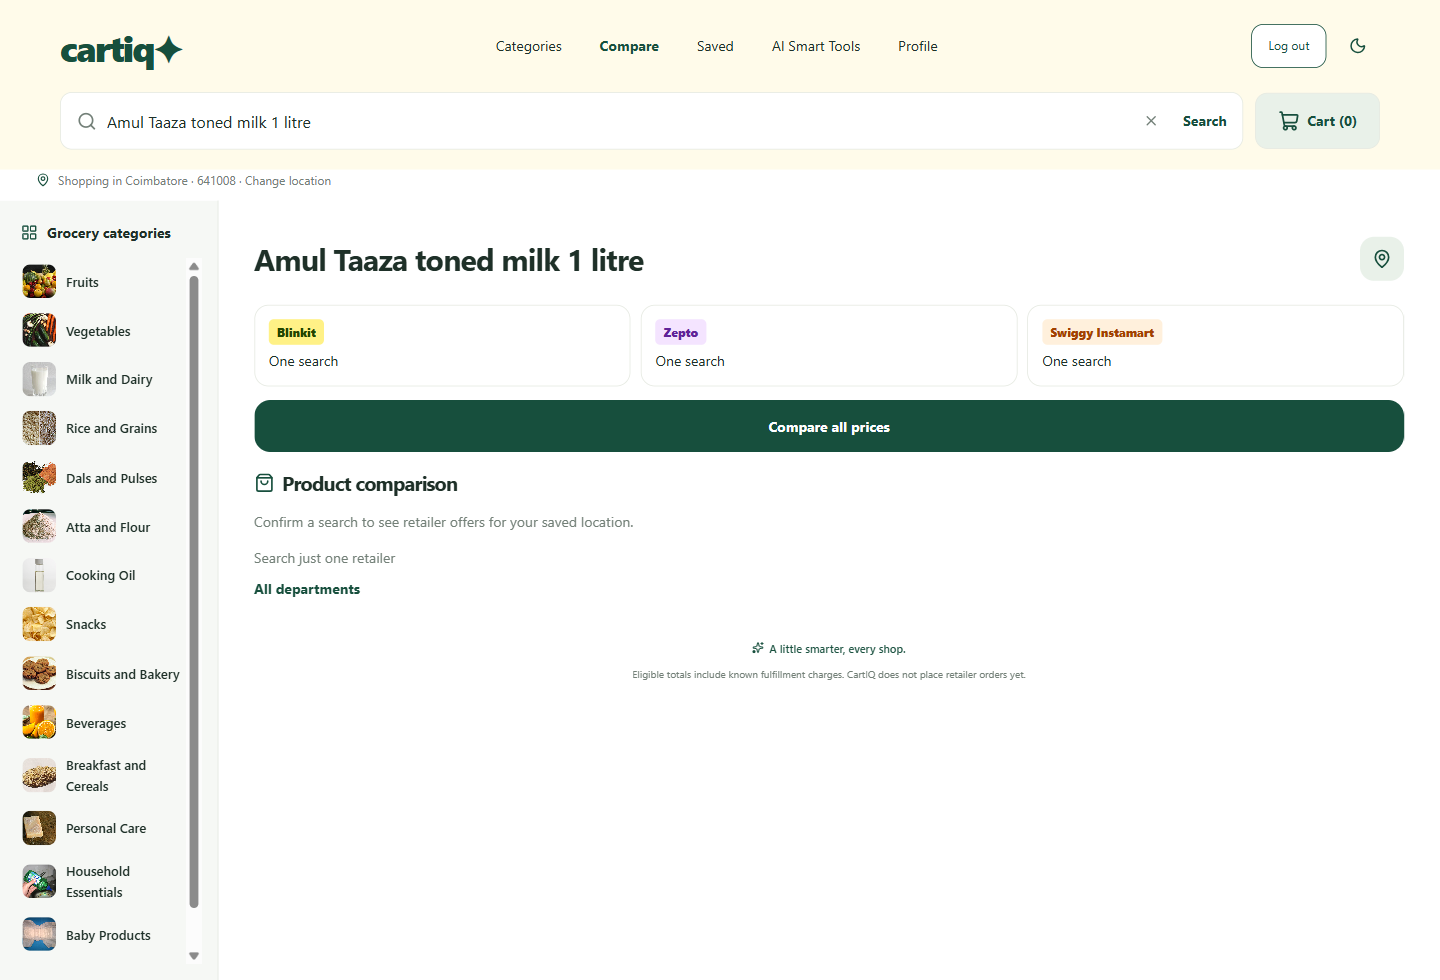 cartiq
Categories
Compare
Saved
AI Smart Tools
Profile
Log out
Amul Taaza toned milk 1 litre
Search
Cart (0)
Shopping in Coimbatore · 641008 · Change location
Grocery categories
Fruits
Vegetables
Milk and Dairy
Rice and Grains
Dals and Pulses
Atta and Flour
Cooking Oil
Snacks
Biscuits and Bakery
Beverages
Breakfast and
Cereals
Personal Care
Household
Essentials
Baby Products
Amul Taaza toned milk 1 litre
Blinkit
One search
Zepto
One search
Swiggy Instamart
One search
Compare all prices
Product comparison
Confirm a search to see retailer offers for your saved location.
Search just one retailer
All departments
A little smarter, every shop.
Eligible totals include known fulfillment charges. CartIQ does not place retailer orders yet.